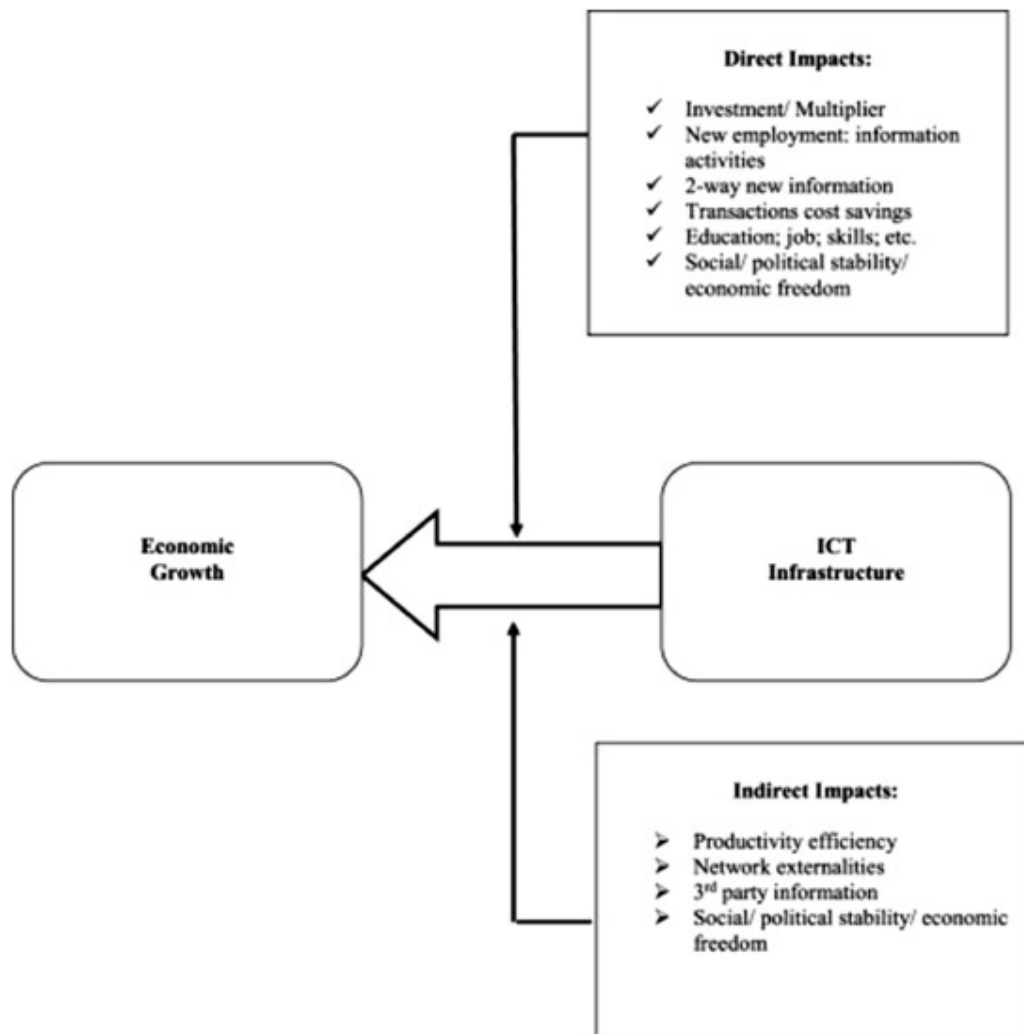 Direct Impacts:
✓ Investment/ Multiplier
✓ New employment: information
activities
✓ 2-way new information
✓ Transactions cost savings
✓ Education; job; skills; etc.
✓ Social/ political stability/
economic freedom
Economic
Growth
ICT
Infrastructure
Indirect Impacts:
➢ Productivity efficiency
➢ Network externalities
➢ 3rd party information
➢ Social/ political stability/ economic
freedom